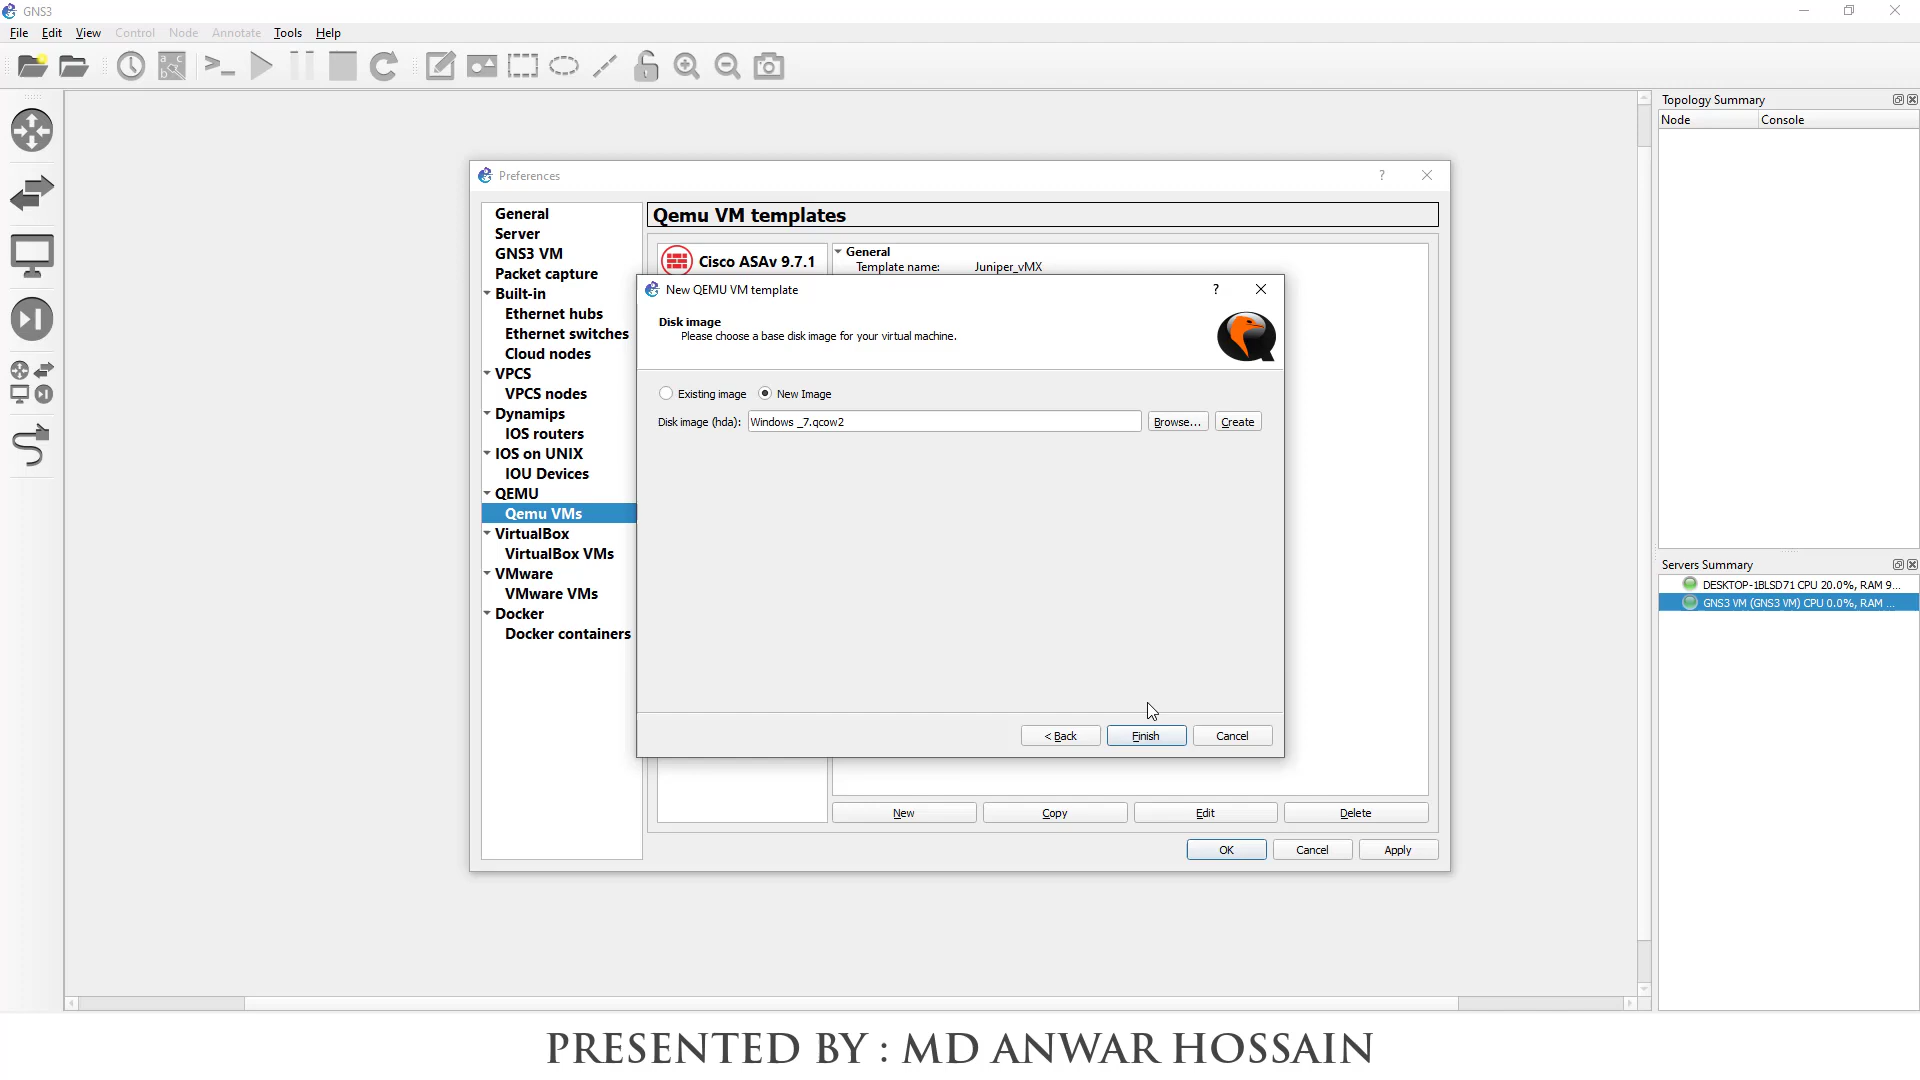 GNS3
File Edit View Control Node Annotate Tools Help
Topology Summary
Node Console
Preferences
General
Server
GNS3 VM
Packet capture
Built-in
Ethernet hubs
Ethernet switches
Cloud nodes
VPCS
VPCS nodes
Dynamips
IOS routers
IOS on UNIX
IOU Devices
QEMU
Qemu VMs
VirtualBox
VirtualBox VMs
VMware
VMware VMs
Docker
Docker containers
Qemu VM templates
Cisco ASAv 9.7.1
General
Template name: Juniper_vMX
New QEMU VM template
Disk image
Please choose a base disk image for your virtual machine.
Existing image New Image
Disk image (hda): Windows _7.qcow2 Browse... Create
< Back Finish Cancel
New Copy Edit Delete
OK Cancel Apply
Servers Summary
DESKTOP-1BLSD71 CPU 20.0%, RAM 9...
GNS3 VM (GNS3 VM) CPU 0.0%, RAM ...
PRESENTED BY : MD ANWAR HOSSAIN